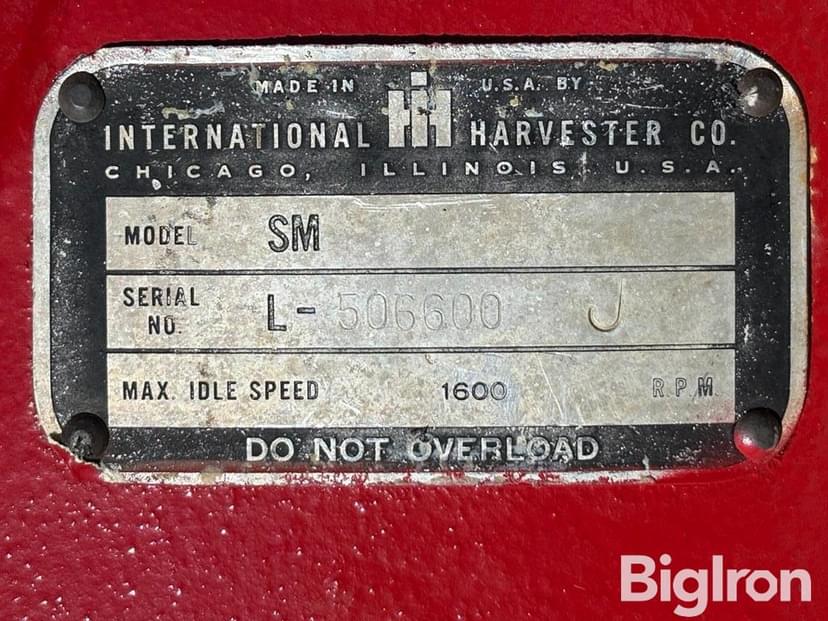 MADE IN IH U.S.A. BY
INTERNATIONAL HARVESTER CO.
CHICAGO, ILLINOIS U.S.A.
MODEL SM
SERIAL NO. L-506600 J
MAX. IDLE SPEED 1600 R.P.M.
DO NOT OVERLOAD
BigIron